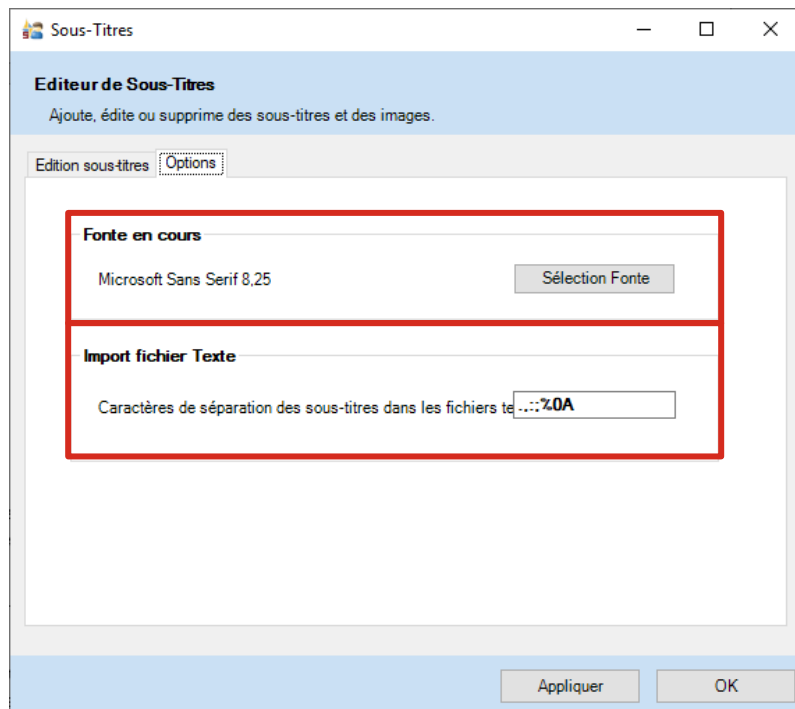 Sous-Titres
Editeur de Sous-Titres
Ajoute, édite ou supprime des sous-titres et des images.
Edition sous-titres Options
Fonte en cours
Microsoft Sans Serif 8,25 Sélection Fonte
Import fichier Texte
Caractères de séparation des sous-titres dans les fichiers te .,:;%0A
Appliquer OK